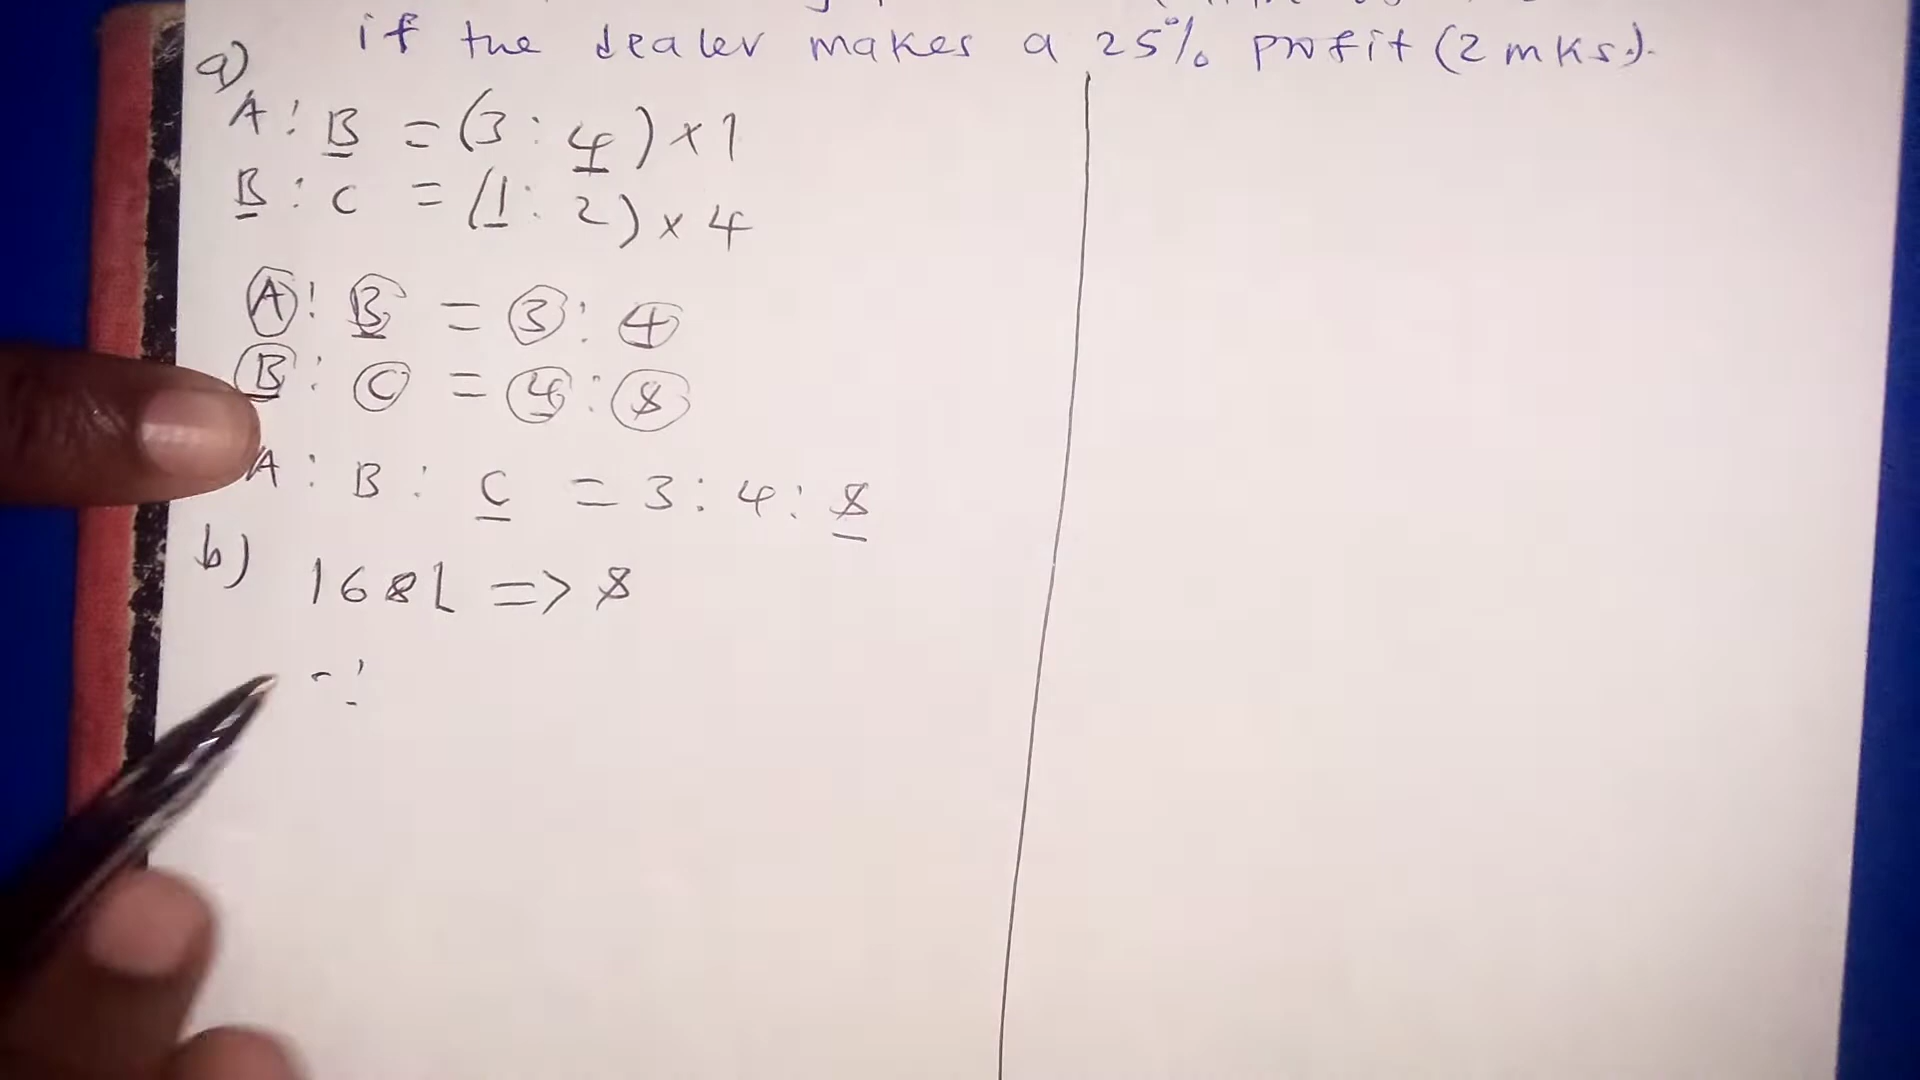 if the dealer makes a 25% profit (2 mks).
a)
A : B = (3 : 4) × 1
B : C = (1 : 2) × 4
A : B = 3 : 4
B : C = 4 : 8
A : B : C = 3 : 4 : 8
b) 168L => 8